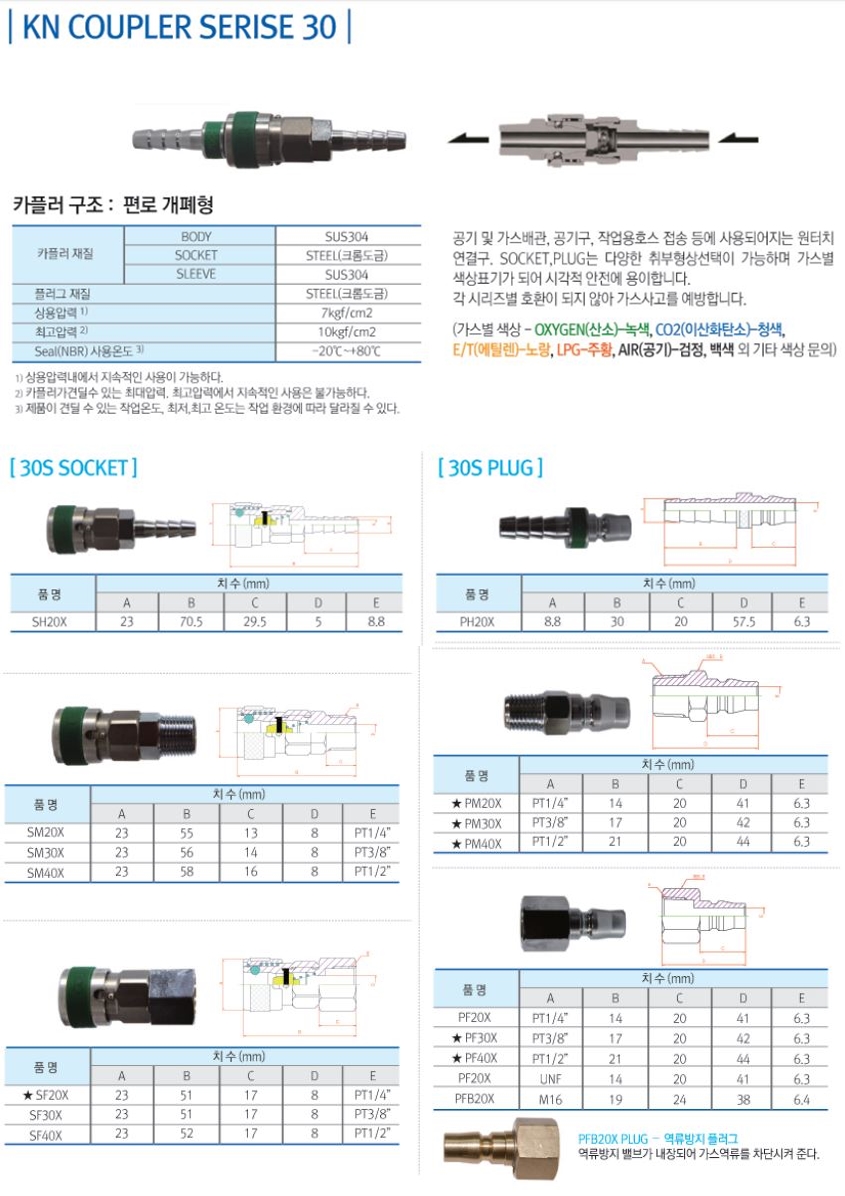 KN COUPLER SERISE 30
카플러 구조 : 편로 개폐형
카플러 재질 BODY SUS304
SOCKET STEEL(크롬도금)
SLEEVE SUS304
플러그 재질 STEEL(크롬도금)
상용압력 1) 7kgf/cm2
최고압력 2) 10kgf/cm2
Seal(NBR) 사용온도 3) -20℃~+80℃
1) 상용압력내에서 지속적인 사용이 가능하다.
2) 카플러가견딜수 있는 최대압력. 최고압력에서 지속적인 사용은 불가능하다.
3) 제품이 견딜 수 있는 작업온도, 최저,최고 온도는 작업 환경에 따라 달라질 수 있다.
공기 및 가스배관, 공기구, 작업용호스 접송 등에 사용되어지는 원터치
연결구. SOCKET,PLUG는 다양한 취부형상선택이 가능하며 가스별
색상표기가 되어 시각적 안전에 용이합니다.
각 시리즈별 호환이 되지 않아 가스사고를 예방합니다.
(가스별 색상 - OXYGEN(산소)-녹색, CO2(이산화탄소)-청색,
E/T(에틸렌)-노랑, LPG-주황, AIR(공기)-검정, 백색 외 기타 색상 문의)
[ 30S SOCKET ]
품 명 치 수 (mm)
A B C D E
SH20X 23 70.5 29.5 5 8.8
품 명 치 수 (mm)
A B C D E
SM20X 23 55 13 8 PT1/4"
SM30X 23 56 14 8 PT3/8"
SM40X 23 58 16 8 PT1/2"
품 명 치 수 (mm)
A B C D E
★ SF20X 23 51 17 8 PT1/4"
SF30X 23 51 17 8 PT3/8"
SF40X 23 52 17 8 PT1/2"
[ 30S PLUG ]
품 명 치 수 (mm)
A B C D E
PH20X 8.8 30 20 57.5 6.3
품 명 치 수 (mm)
A B C D E
★ PM20X PT1/4" 14 20 41 6.3
★ PM30X PT3/8" 17 20 42 6.3
★ PM40X PT1/2" 21 20 44 6.3
품 명 치 수 (mm)
A B C D E
PF20X PT1/4" 14 20 41 6.3
★ PF30X PT3/8" 17 20 42 6.3
★ PF40X PT1/2" 21 20 44 6.3
PF20X UNF 14 20 41 6.3
PFB20X M16 19 24 38 6.4
PFB20X PLUG - 역류방지 플러그
역류방지 밸브가 내장되어 가스역류를 차단시켜 준다.